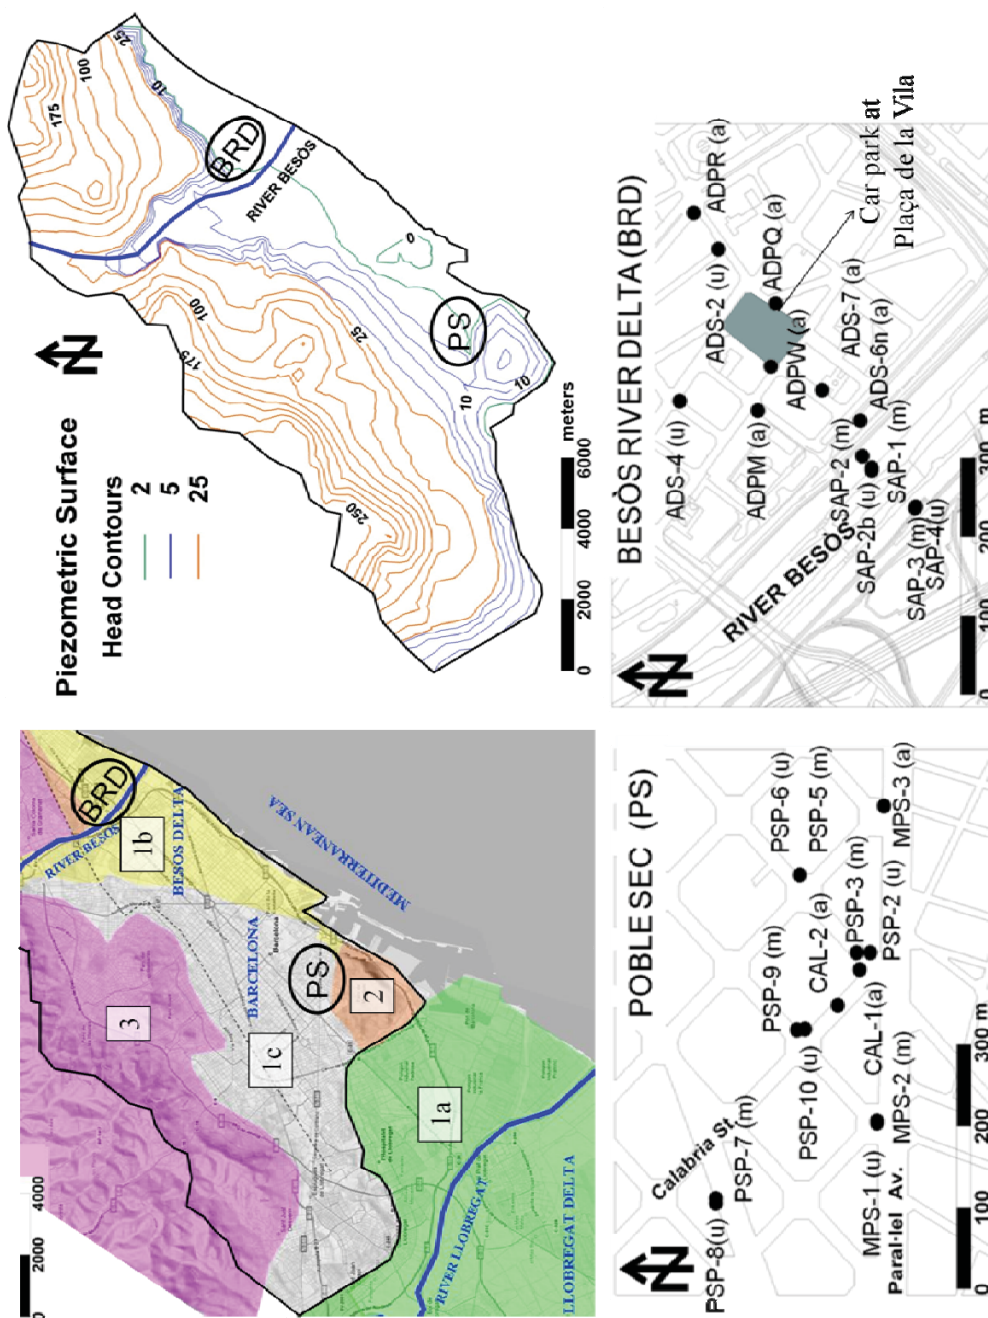 Piezometric Surface
Head Contours
2
5
25
N
175
100
25
10
BRD
RIVER BESÒS
100
175
25
250
0
PS
10
10
0
2000
4000
6000
meters
BRD
RIVER BESÒS
1b
BESOS DELTA
MEDITERRANEAN SEA
3
BARCELONA
PS
2
1c
1a
RIVER LLOBREGAT
LLOBREGAT DELTA
0
2000
4000
BESÒS RIVER DELTA (BRD)
N
ADPR (a)
ADS-2 (u)
ADPQ (a)
Car park at
Plaça de la Vila
ADS-4 (u)
ADPM (a)
ADPW (a)
ADS-7 (a)
ADS-6n (a)
SAP-2 (m)
SAP-1 (m)
SAP-2b (u)
SAP-3 (m)
SAP-4(u)
RIVER BESÒS
0
100
200
300 m
POBLE SEC (PS)
N
PSP-6 (u)
PSP-5 (m)
MPS-3 (a)
PSP-9 (m)
CAL-2 (a)
PSP-3 (m)
PSP-2 (u)
PSP-10 (u)
CAL-1(a)
Calabria St.
PSP-7 (m)
PSP-8(u)
MPS-2 (m)
MPS-1 (u)
Paral·lel Av.
0
100
200
300 m